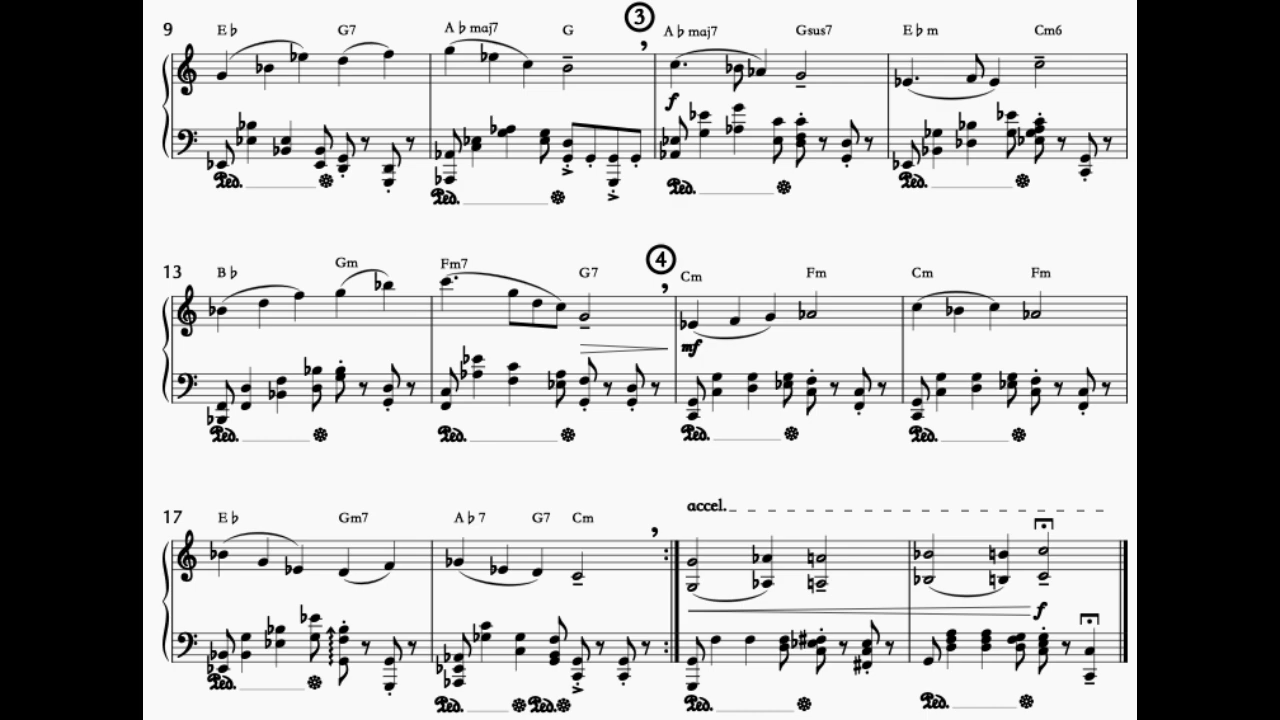 3
9 E♭ G7 A♭maj7 G A♭maj7 Gsus7 E♭m Cm6
f
Ped. Ped. Ped. Ped.
4
13 B♭ Gm Fm7 G7 Cm Fm Cm Fm
mf
Ped. Ped. Ped. Ped.
accel.
17 E♭ Gm7 A♭7 G7 Cm
f
Ped. Ped. Ped. Ped. Ped.